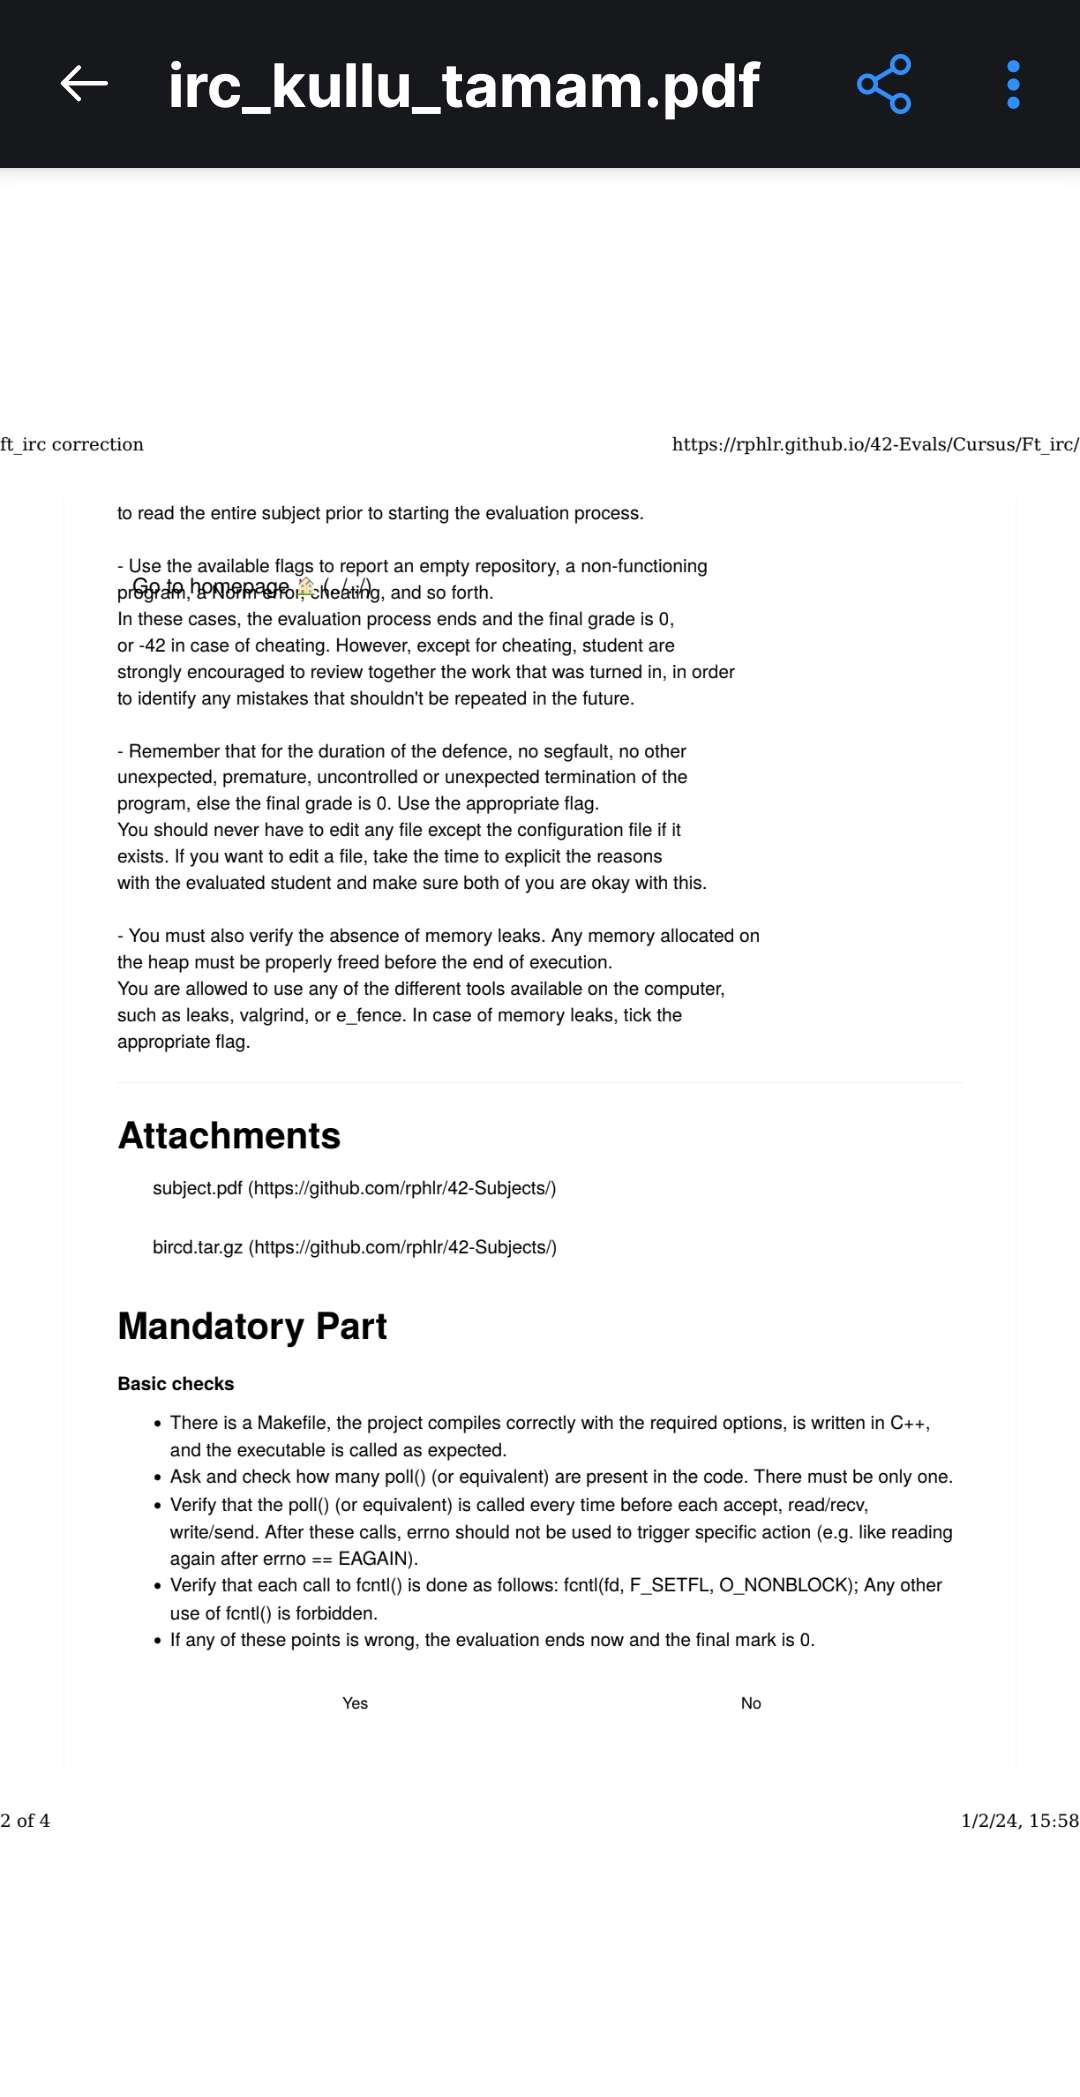 irc_kullu_tamam.pdf
ft_irc correction
https://rphlr.github.io/42-Evals/Cursus/Ft_irc/
to read the entire subject prior to starting the evaluation process.
- Use the available flags to report an empty repository, a non-functioning
Go to homepage 🏠 (../../)
program, a Norm error, cheating, and so forth.
In these cases, the evaluation process ends and the final grade is 0,
or -42 in case of cheating. However, except for cheating, student are
strongly encouraged to review together the work that was turned in, in order
to identify any mistakes that shouldn't be repeated in the future.
- Remember that for the duration of the defence, no segfault, no other
unexpected, premature, uncontrolled or unexpected termination of the
program, else the final grade is 0. Use the appropriate flag.
You should never have to edit any file except the configuration file if it
exists. If you want to edit a file, take the time to explicit the reasons
with the evaluated student and make sure both of you are okay with this.
- You must also verify the absence of memory leaks. Any memory allocated on
the heap must be properly freed before the end of execution.
You are allowed to use any of the different tools available on the computer,
such as leaks, valgrind, or e_fence. In case of memory leaks, tick the
appropriate flag.
Attachments
subject.pdf (https://github.com/rphlr/42-Subjects/)
bircd.tar.gz (https://github.com/rphlr/42-Subjects/)
Mandatory Part
Basic checks
• There is a Makefile, the project compiles correctly with the required options, is written in C++,
and the executable is called as expected.
• Ask and check how many poll() (or equivalent) are present in the code. There must be only one.
• Verify that the poll() (or equivalent) is called every time before each accept, read/recv,
write/send. After these calls, errno should not be used to trigger specific action (e.g. like reading
again after errno == EAGAIN).
• Verify that each call to fcntl() is done as follows: fcntl(fd, F_SETFL, O_NONBLOCK); Any other
use of fcntl() is forbidden.
• If any of these points is wrong, the evaluation ends now and the final mark is 0.
Yes
No
2 of 4
1/2/24, 15:58